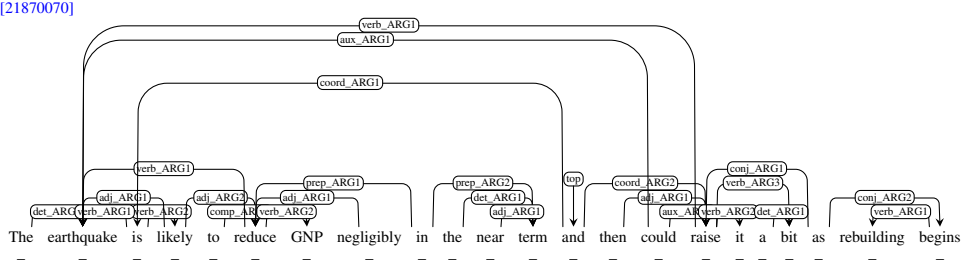 [21870070]
verb_ARG1
aux_ARG1
coord_ARG1
verb_ARG1 conj_ARG1
prep_ARG1 prep_ARG2 top coord_ARG2 verb_ARG3
adj_ARG1 adj_ARG2 adj_ARG1 det_ARG1 adj_ARG1 conj_ARG2
verb_ARG1 verb_ARG2 verb_ARG2 adj_ARG1 verb_ARG2 det_ARG1 verb_ARG1
The earthquake is likely to reduce GNP negligibly in the near term and then could raise it a bit as rebuilding begins
_ _ _ _ _ _ _ _ _ _ _ _ _ _ _ _ _ _ _ _ _ _